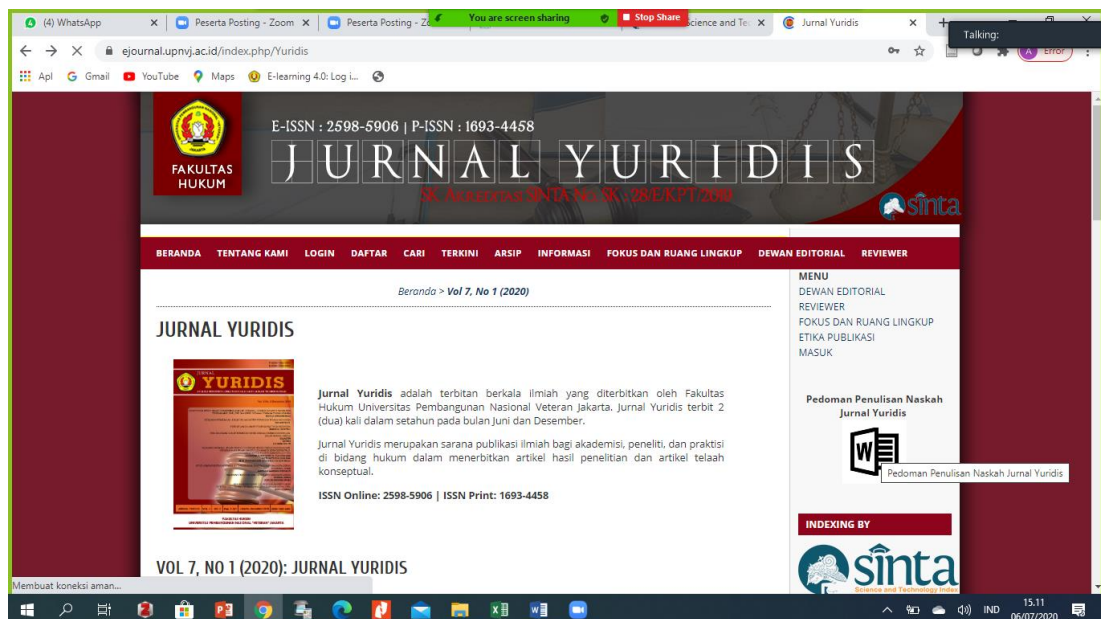 (4) WhatsApp
Peserta Posting - Zoom
Peserta Posting - Zo
You are screen sharing
Stop Share
cience and Te
Jurnal Yuridis
Talking:
ejournal.upnvj.ac.id/index.php/Yuridis
A Error
Apl Gmail YouTube Maps E-learning 4.0: Log i...
E-ISSN : 2598-5906 | P-ISSN : 1693-4458
JURNAL YURIDIS
SK. Akreditasi SINTA No. SK : 28/E/KPT/2019
FAKULTAS
HUKUM
sinta
BERANDA TENTANG KAMI LOGIN DAFTAR CARI TERKINI ARSIP INFORMASI FOKUS DAN RUANG LINGKUP DEWAN EDITORIAL REVIEWER
Beranda > Vol 7, No 1 (2020)
JURNAL YURIDIS
JURNAL
YURIDIS
Jurnal Yuridis adalah terbitan berkala ilmiah yang diterbitkan oleh Fakultas
Hukum Universitas Pembangunan Nasional Veteran Jakarta. Jurnal Yuridis terbit 2
(dua) kali dalam setahun pada bulan Juni dan Desember.
Jurnal Yuridis merupakan sarana publikasi ilmiah bagi akademisi, peneliti, dan praktisi
di bidang hukum dalam menerbitkan artikel hasil penelitian dan artikel telaah
konseptual.
ISSN Online: 2598-5906 | ISSN Print: 1693-4458
VOL 7, NO 1 (2020): JURNAL YURIDIS
MENU
DEWAN EDITORIAL
REVIEWER
FOKUS DAN RUANG LINGKUP
ETIKA PUBLIKASI
MASUK
Pedoman Penulisan Naskah
Jurnal Yuridis
W
Pedoman Penulisan Naskah Jurnal Yuridis
INDEXING BY
sinta
Science and Technology Index
Membuat koneksi aman...
IND
15.11
06/07/2020